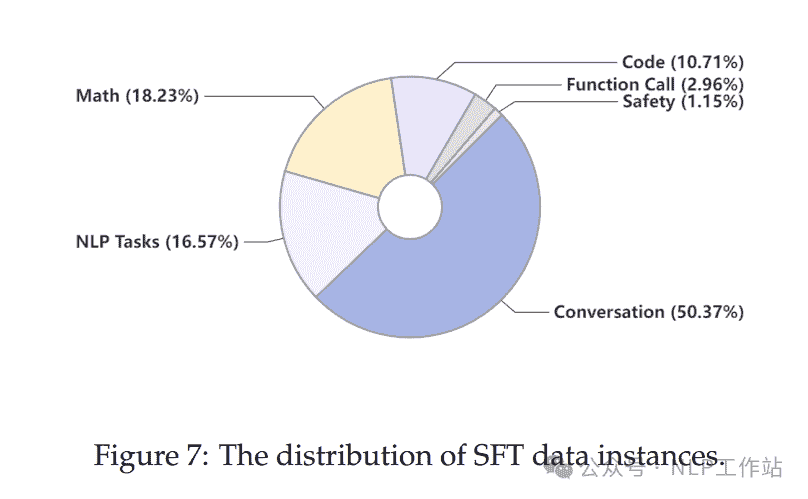 Code (10.71%)
Function Call (2.96%)
Safety (1.15%)
Math (18.23%)
NLP Tasks (16.57%)
Conversation (50.37%)
Figure 7: The distribution of SFT data instances.
公众号 · NLP工作站